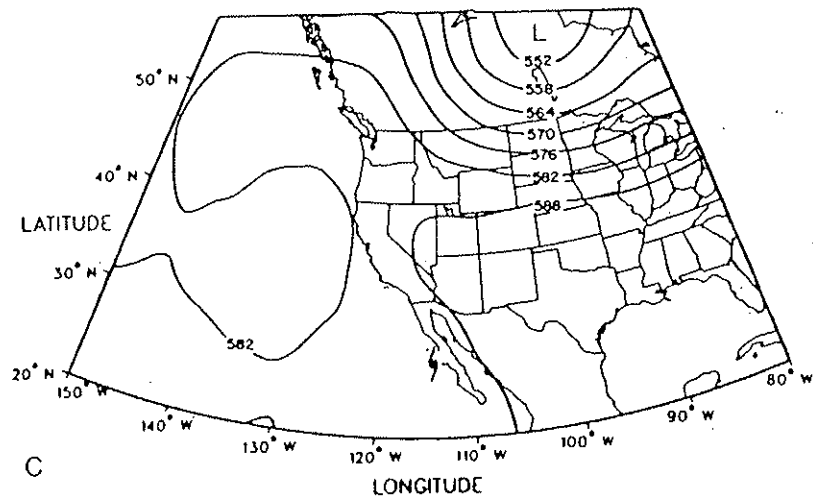 L
552
558
564
570
576
582
588
582
50° N
40° N
LATITUDE
30° N
20° N
150° W
140° W
130° W
120° W
110° W
100° W
90° W
80° W
LONGITUDE
C